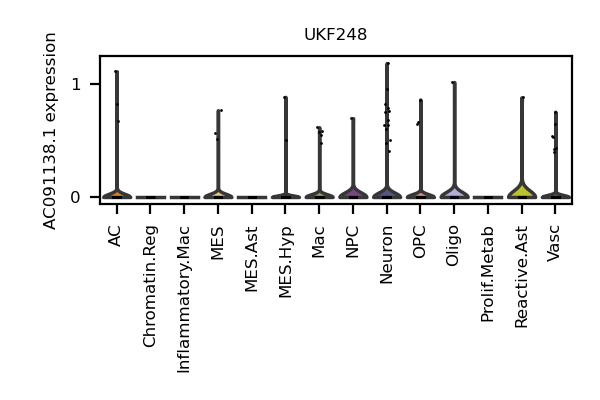 UKF248
AC091138.1 expression
1
0
AC
Chromatin.Reg
Inflammatory.Mac
MES
MES.Ast
MES.Hyp
Mac
NPC
Neuron
OPC
Oligo
Prolif.Metab
Reactive.Ast
Vasc